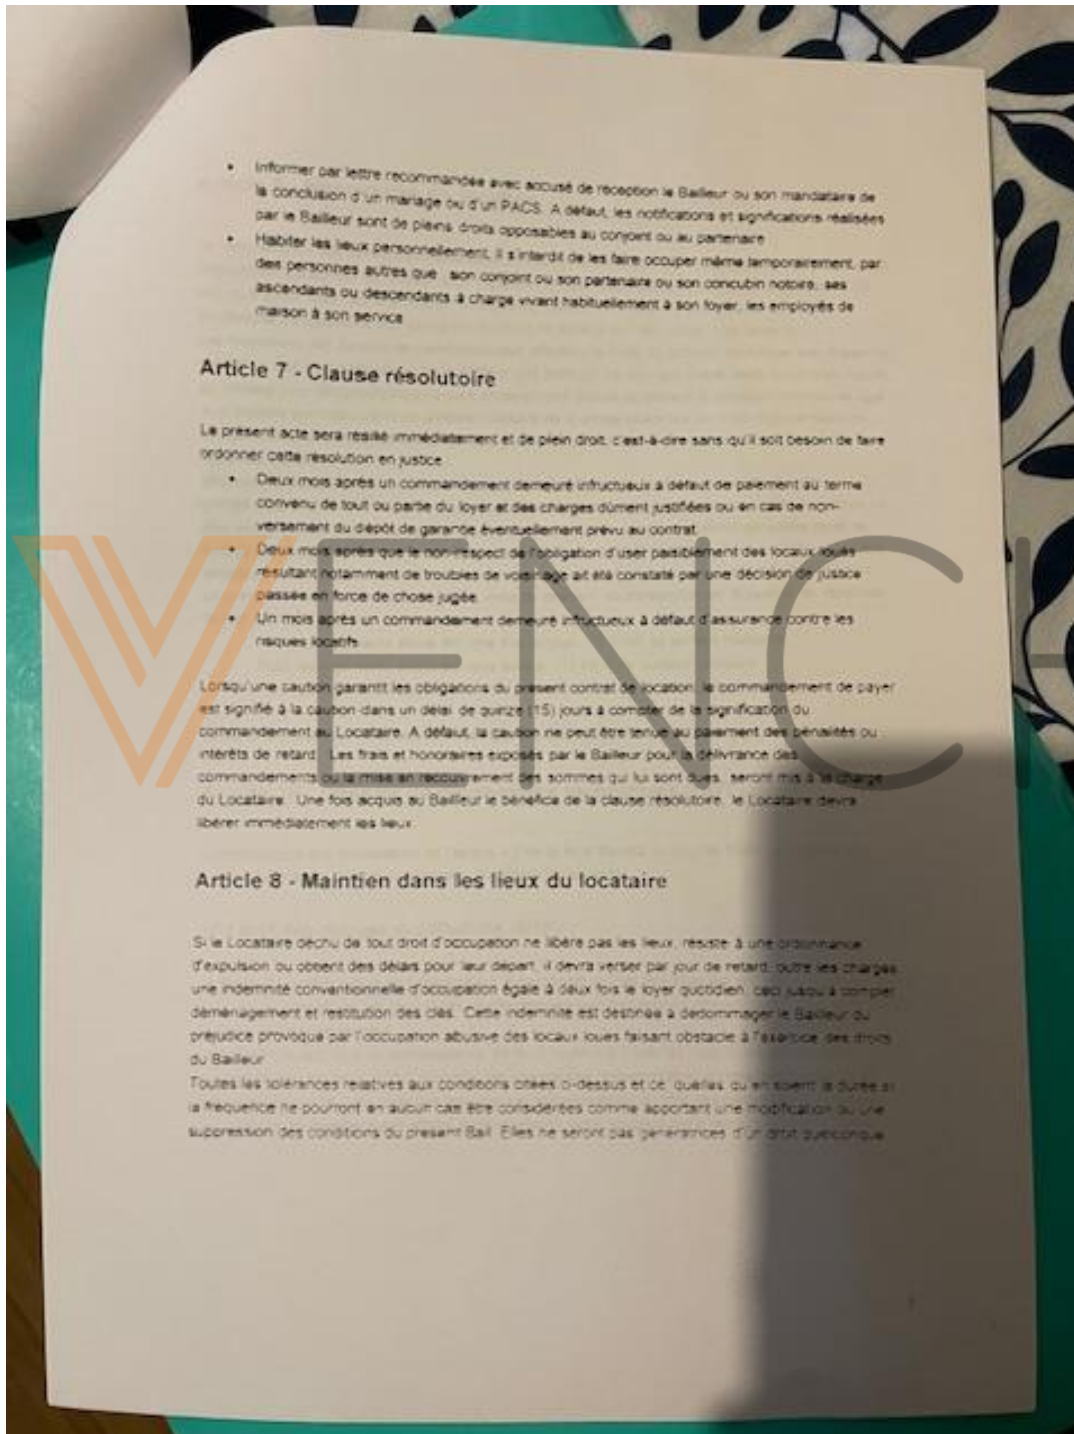 • Informer par lettre recommandée avec accusé de réception le Bailleur ou son mandataire de
la conclusion d'un mariage ou d'un PACS. A défaut, les notifications et significations réalisées
par le Bailleur sont de pleins droits opposables au conjoint ou au partenaire
• Habiter les lieux personnellement, il s'interdit de les faire occuper même temporairement, par
des personnes autres que son conjoint ou son partenaire ou son concubin notoire, ses
ascendants ou descendants à charge vivant habituellement à son foyer, les employés de
maison à son service
Article 7 - Clause résolutoire
Le présent acte sera résilié immédiatement et de plein droit, c'est-à-dire sans qu'il soit besoin de faire
ordonner cette résolution en justice
• Deux mois après un commandement demeuré infructueux à défaut de paiement au terme
convenu de tout ou partie du loyer et des charges dûment justifiées ou en cas de non-
versement du dépôt de garantie éventuellement prévu au contrat.
• Deux mois après que le non-respect de l'obligation d'user paisiblement des locaux loués
résultant notamment de troubles de voisinage ait été constaté par une décision de justice
passée en force de chose jugée
• Un mois après un commandement demeuré infructueux à défaut d'assurance contre les
risques locatifs
Lorsqu'une caution garantit les obligations du présent contrat de location, le commandement de payer
est signifié à la caution dans un délai de quinze (15) jours à compter de la signification du
commandement au Locataire. A défaut, la caution ne peut être tenue au paiement des pénalités ou
intérêts de retard. Les frais et honoraires exposés par le Bailleur pour la délivrance des
commandements ou la mise en recouvrement des sommes qui lui sont dues, seront mis à la charge
du Locataire. Une fois acquis au Bailleur le bénéfice de la clause résolutoire, le Locataire devra
libérer immédiatement les lieux.
Article 8 - Maintien dans les lieux du locataire
Si le Locataire déchu de tout droit d'occupation ne libère pas les lieux, résiste à une ordonnance
d'expulsion ou obtient des délais pour leur départ, il devra verser par jour de retard, outre les charges,
une indemnité conventionnelle d'occupation égale à deux fois le loyer quotidien, ceci jusqu'à complet
déménagement et restitution des clés. Cette indemnité est destinée à dédommager le Bailleur du
préjudice provoqué par l'occupation abusive des locaux loués faisant obstacle à l'exercice des droits
du Bailleur
Toutes les tolérances relatives aux conditions citées ci-dessus et ce, quelles qu'en soient la durée et
la fréquence ne pourront en aucun cas être considérées comme apportant une modification ou une
suppression des conditions du présent Bail. Elles ne seront pas génératrices d'un droit quelconque
VENC